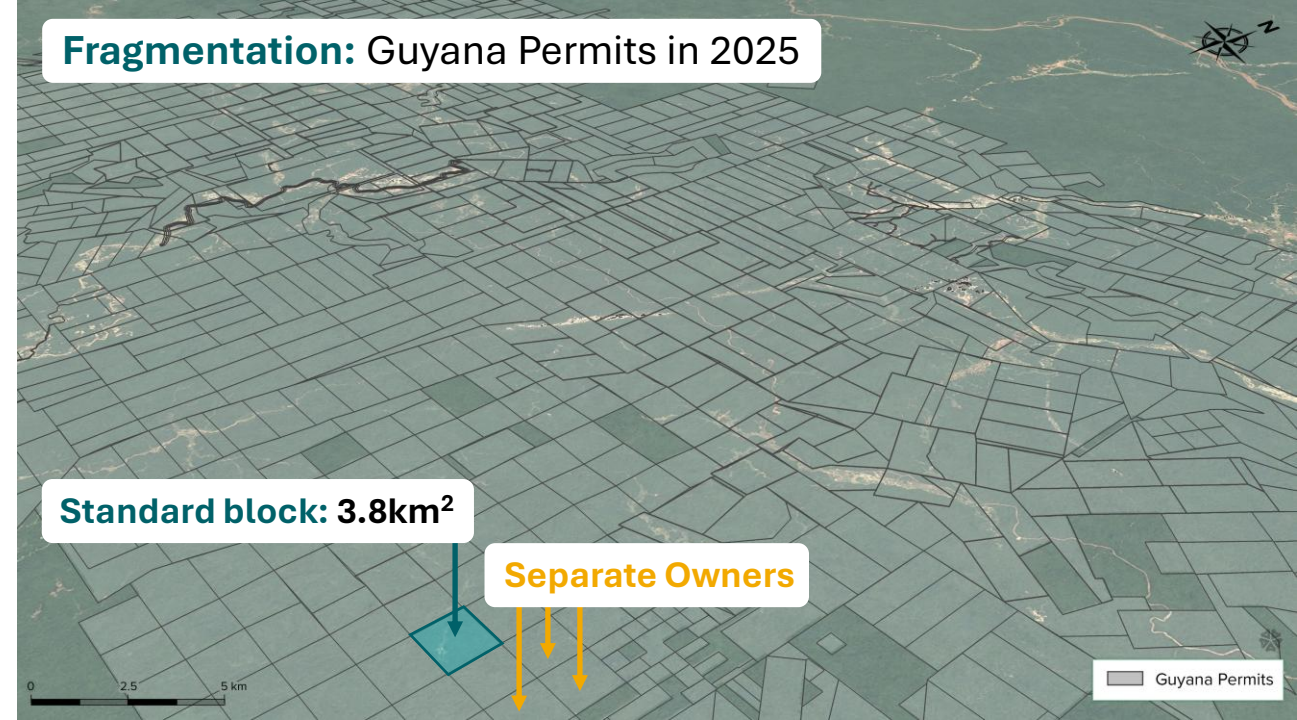 N
Fragmentation: Guyana Permits in 2025
Standard block: 3.8km²
Separate Owners
0 2.5 5 km
Guyana Permits